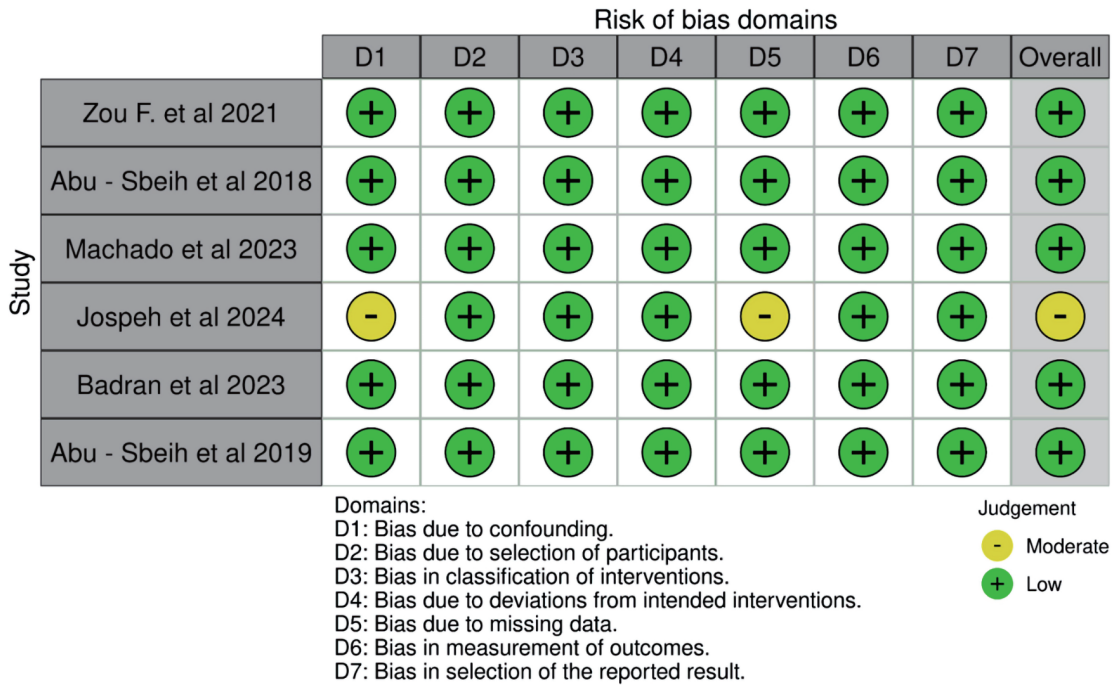 Risk of bias domains
D1 D2 D3 D4 D5 D6 D7 Overall
Study
Zou F. et al 2021 + + + + + + + +
Abu - Sbeih et al 2018 + + + + + + + +
Machado et al 2023 + + + + + + + +
Jospeh et al 2024 - + + + - + + -
Badran et al 2023 + + + + + + + +
Abu - Sbeih et al 2019 + + + + + + + +
Domains:
D1: Bias due to confounding.
D2: Bias due to selection of participants.
D3: Bias in classification of interventions.
D4: Bias due to deviations from intended interventions.
D5: Bias due to missing data.
D6: Bias in measurement of outcomes.
D7: Bias in selection of the reported result.
Judgement
- Moderate
+ Low